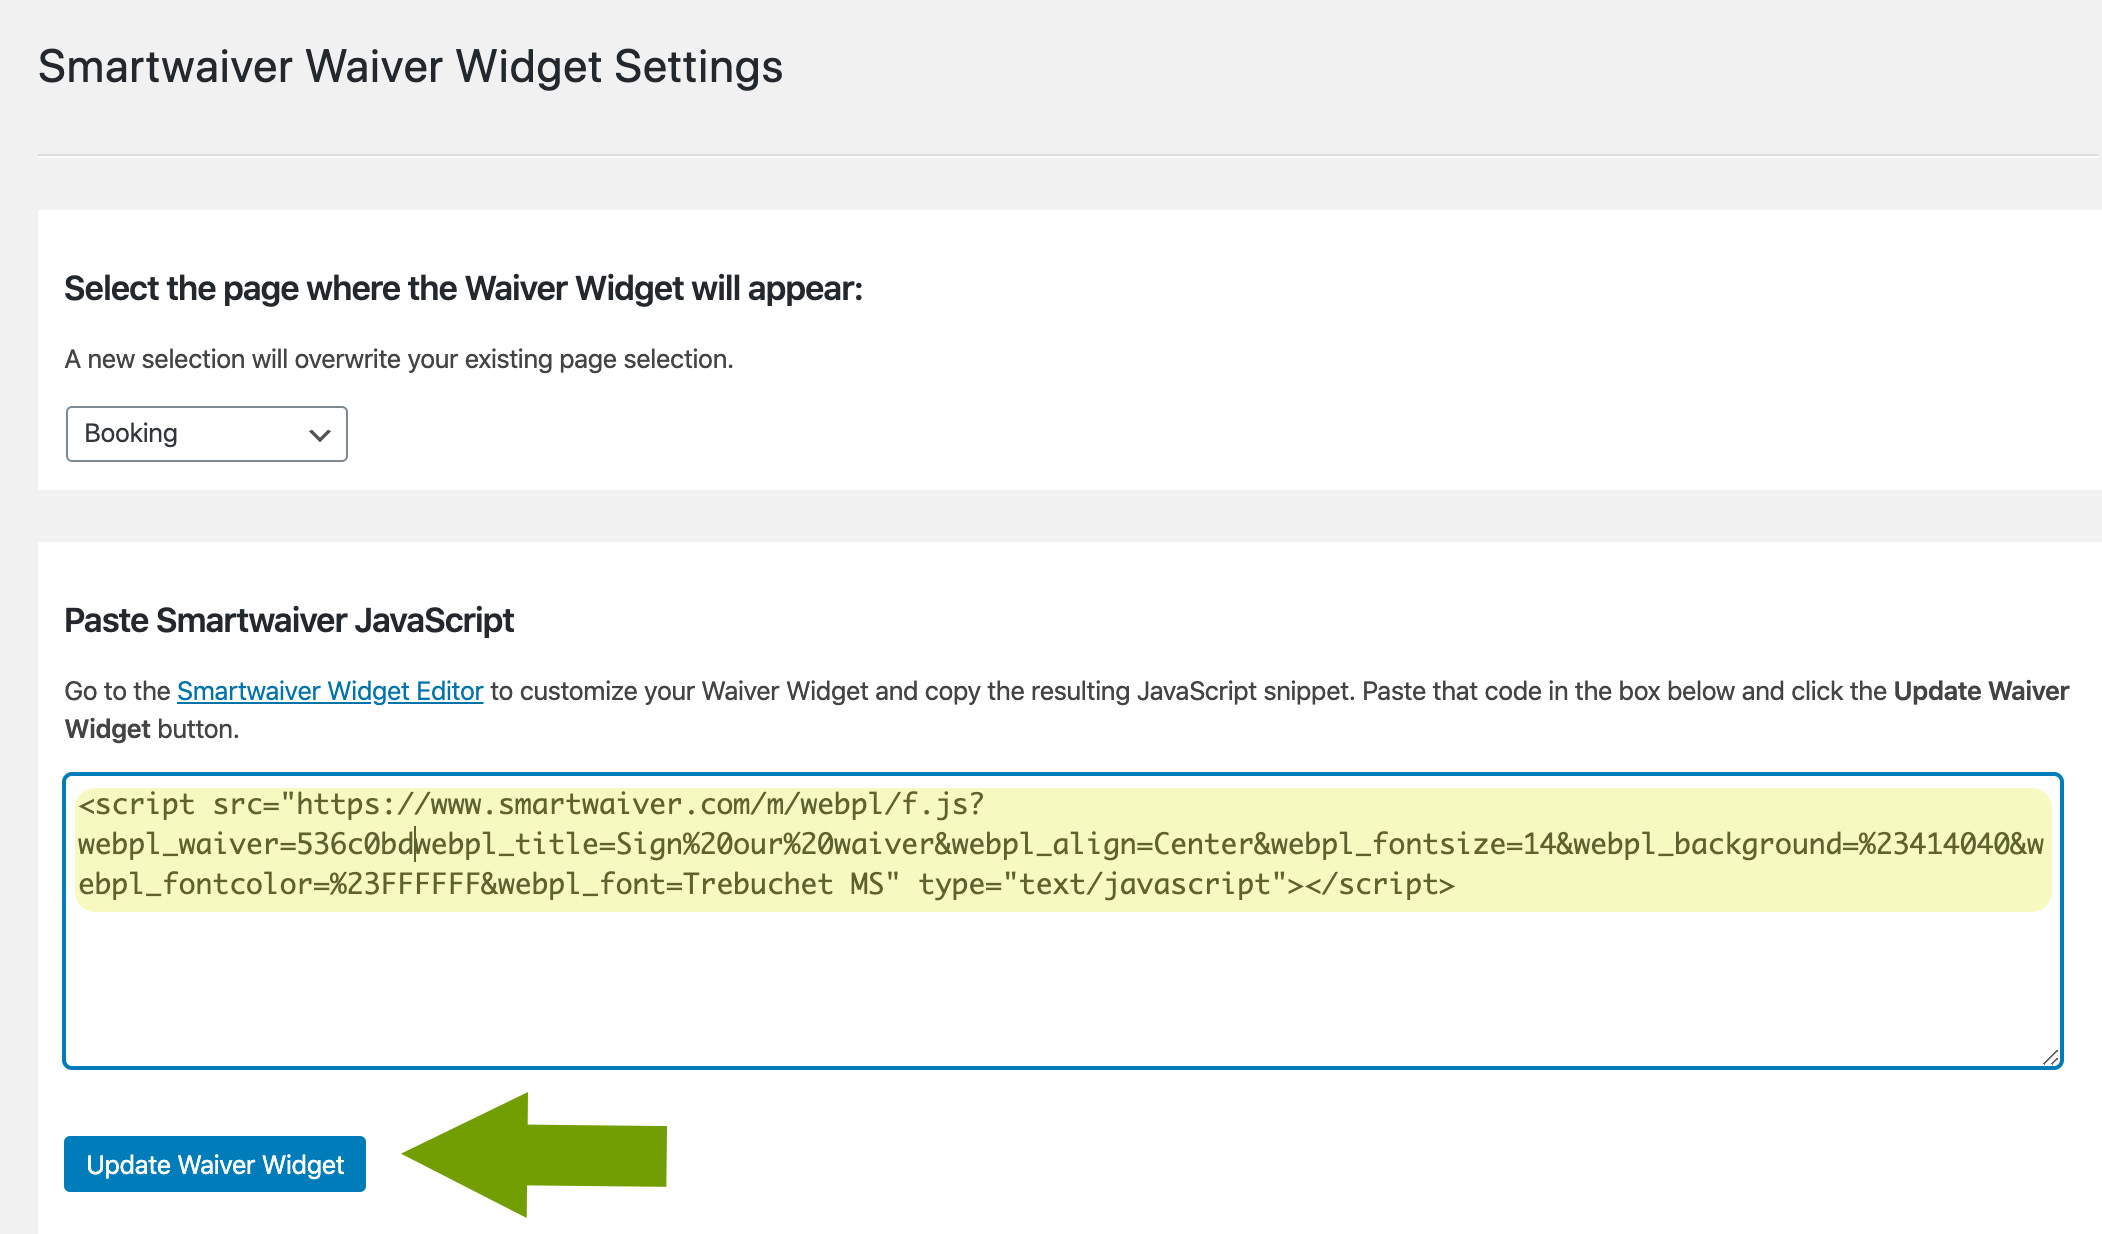 Smartwaiver Waiver Widget Settings
Select the page where the Waiver Widget will appear:
A new selection will overwrite your existing page selection.
Booking
Paste Smartwaiver JavaScript
Go to the Smartwaiver Widget Editor to customize your Waiver Widget and copy the resulting JavaScript snippet. Paste that code in the box below and click the Update Waiver
Widget button.
<script src="https://www.smartwaiver.com/m/webpl/f.js?
webpl_waiver=536c0bdwebpl_title=Sign%20our%20waiver&webpl_align=Center&webpl_fontsize=14&webpl_background=%23414040&w
ebpl_fontcolor=%23FFFFFF&webpl_font=Trebuchet MS" type="text/javascript"></script>
Update Waiver Widget